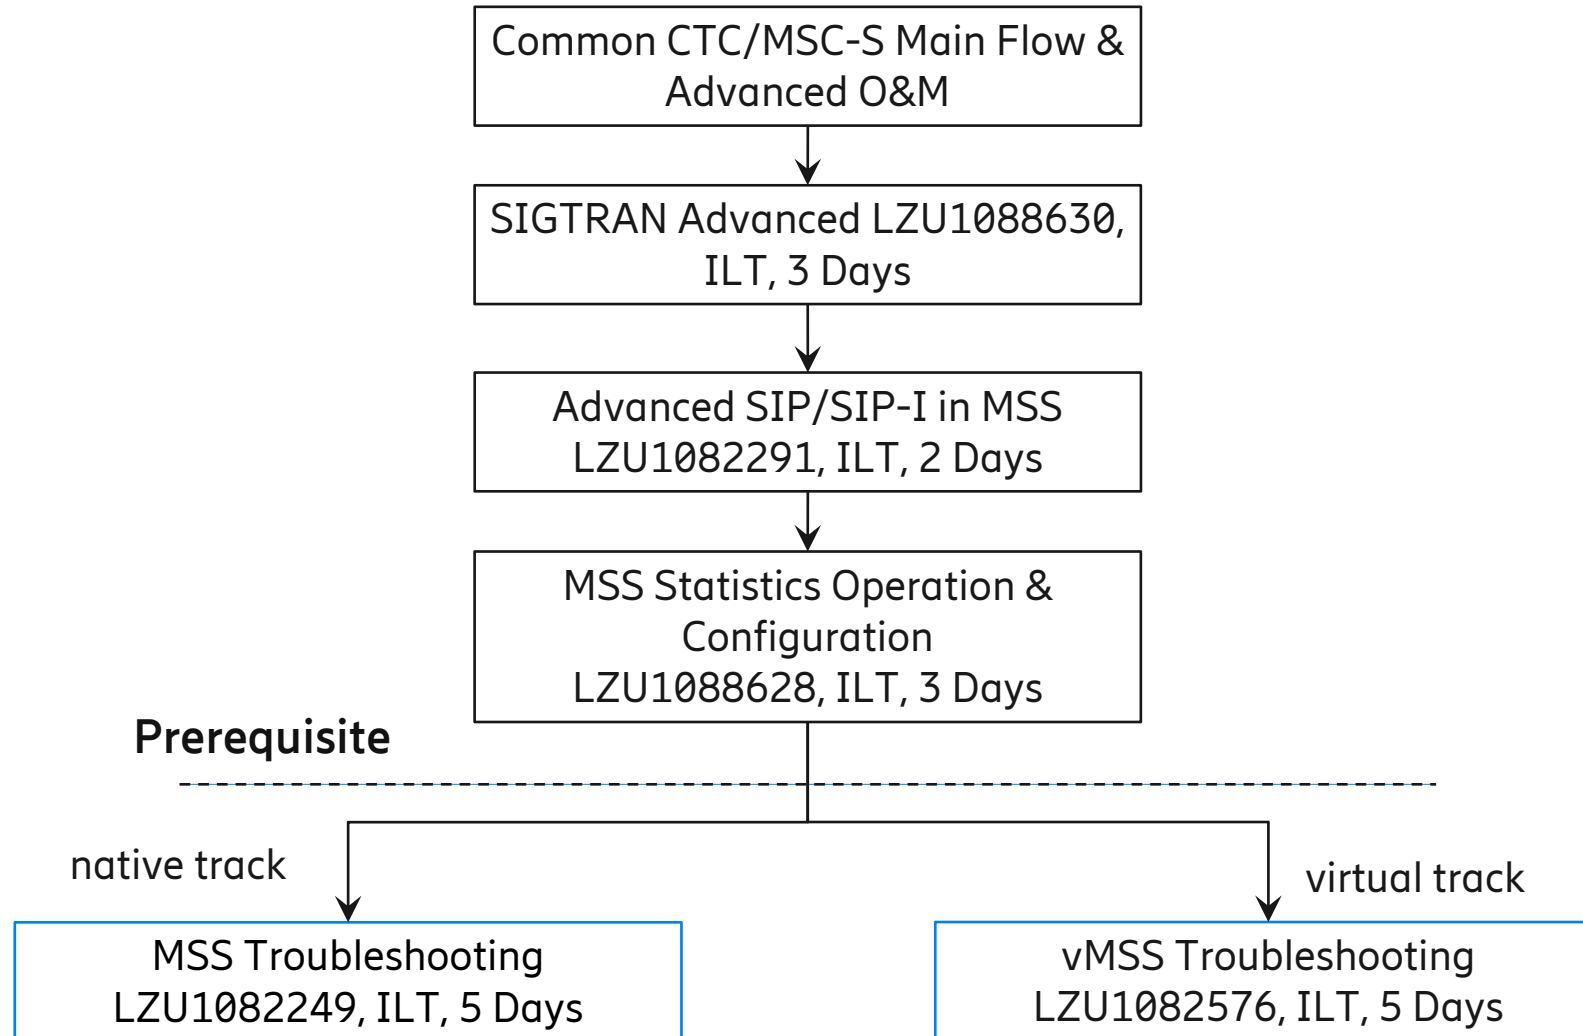 Common CTC/MSC-S Main Flow &
Advanced O&M
SIGTRAN Advanced LZU1088630,
ILT, 3 Days
Advanced SIP/SIP-I in MSS
LZU1082291, ILT, 2 Days
MSS Statistics Operation &
Configuration
LZU1088628, ILT, 3 Days
Prerequisite
native track
virtual track
MSS Troubleshooting
LZU1082249, ILT, 5 Days
vMSS Troubleshooting
LZU1082576, ILT, 5 Days